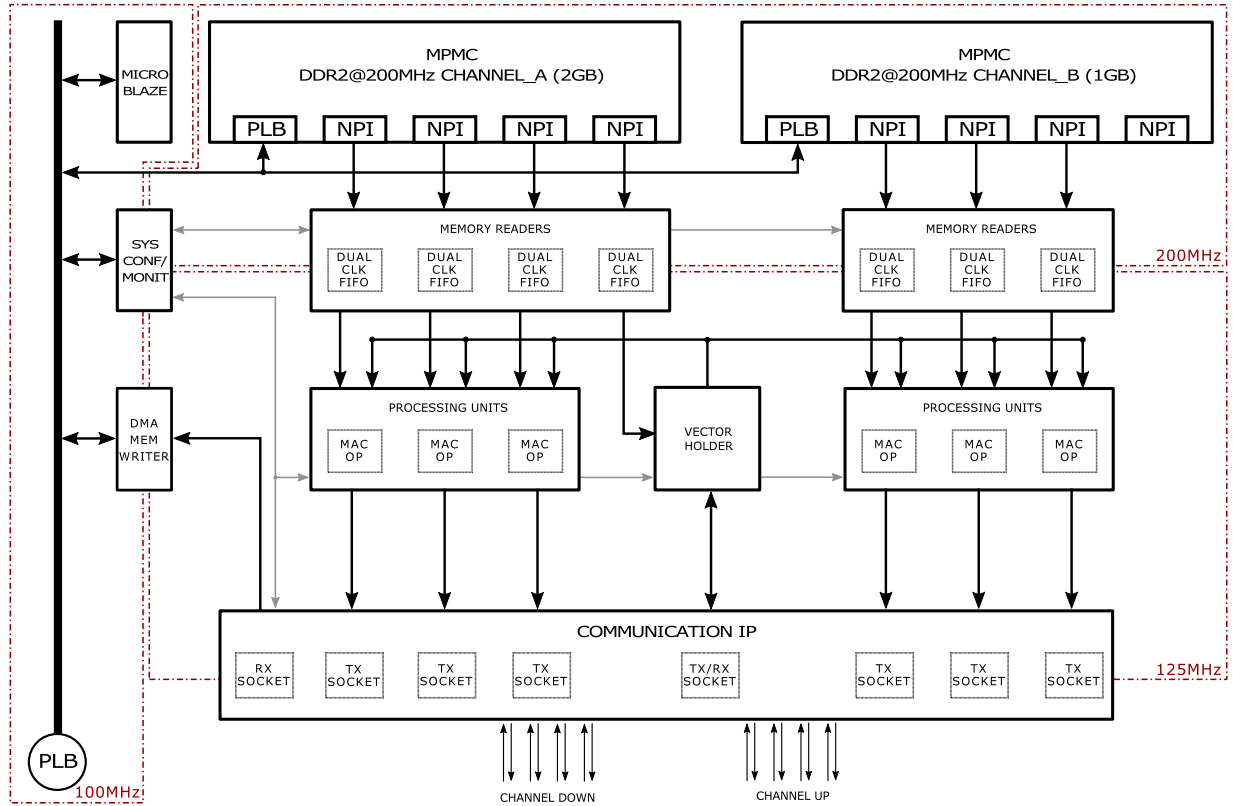 MICRO
BLAZE
MPMC
DDR2@200MHz CHANNEL_A (2GB)
PLB
NPI
NPI
NPI
NPI
MPMC
DDR2@200MHz CHANNEL_B (1GB)
PLB
NPI
NPI
NPI
NPI
SYS
CONF/
MONIT
MEMORY READERS
DUAL
CLK
FIFO
DUAL
CLK
FIFO
DUAL
CLK
FIFO
DUAL
CLK
FIFO
MEMORY READERS
DUAL
CLK
FIFO
DUAL
CLK
FIFO
DUAL
CLK
FIFO
200MHz
DMA
MEM
WRITER
PROCESSING UNITS
MAC
OP
MAC
OP
MAC
OP
VECTOR
HOLDER
PROCESSING UNITS
MAC
OP
MAC
OP
MAC
OP
COMMUNICATION IP
RX
SOCKET
TX
SOCKET
TX
SOCKET
TX
SOCKET
TX/RX
SOCKET
TX
SOCKET
TX
SOCKET
TX
SOCKET
125MHz
PLB
100MHz
CHANNEL DOWN
CHANNEL UP